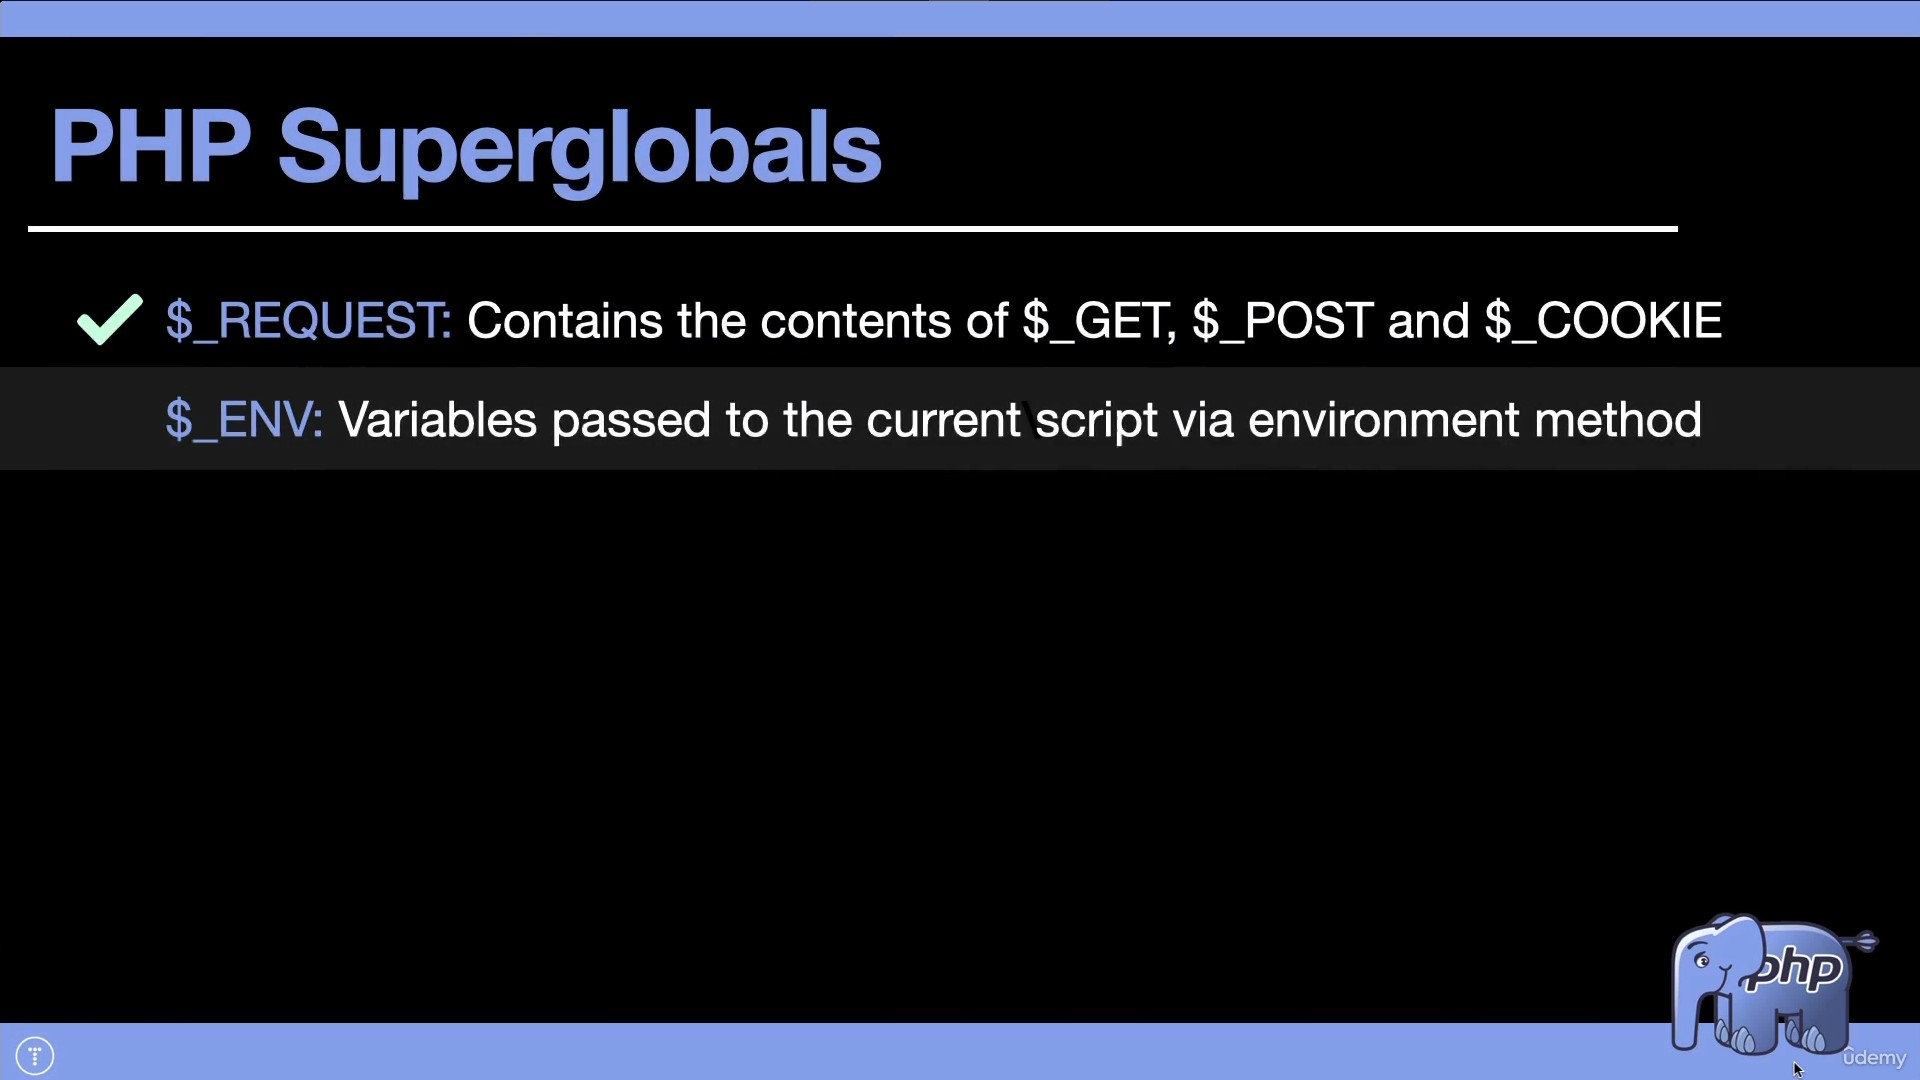 PHP Superglobals
$_REQUEST: Contains the contents of $_GET, $_POST and $_COOKIE
$_ENV: Variables passed to the current script via environment method
php
ûdemy